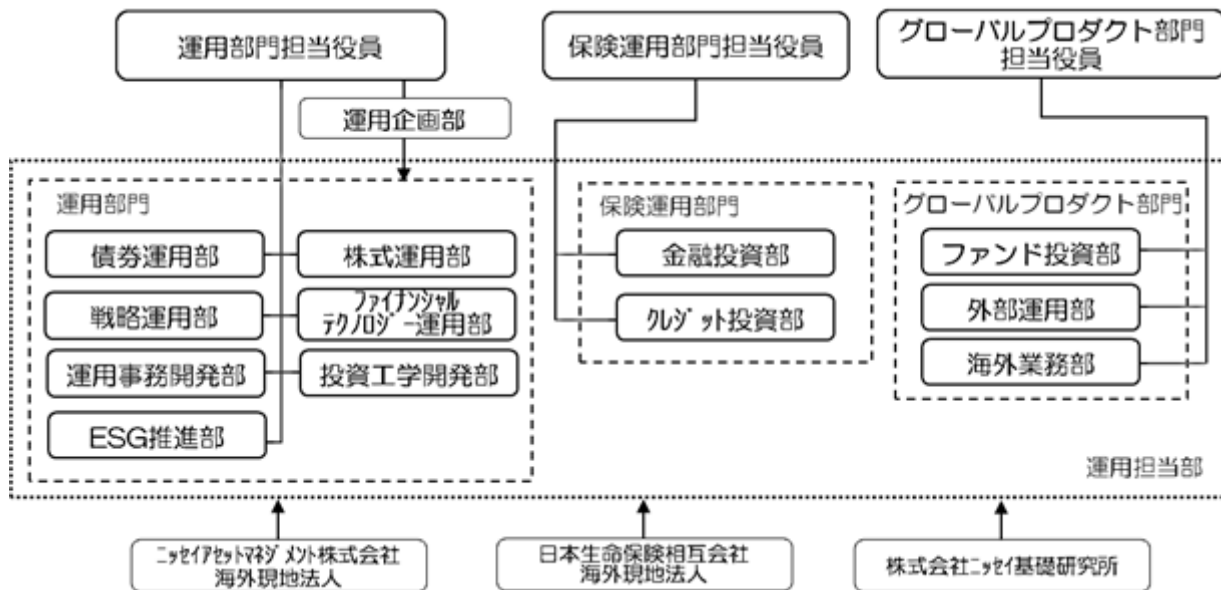 運用部門担当役員
保険運用部門担当役員
グローバルプロダクト部門
担当役員
運用企画部
運用部門
債券運用部
株式運用部
戦略運用部
ファイナンシャル
テクノロジー運用部
運用事務開発部
投資工学開発部
ESG推進部
保険運用部門
金融投資部
クレジット投資部
グローバルプロダクト部門
ファンド投資部
外部運用部
海外業務部
運用担当部
ニッセイアセットマネジメント株式会社
海外現地法人
日本生命保険相互会社
海外現地法人
株式会社ニッセイ基礎研究所